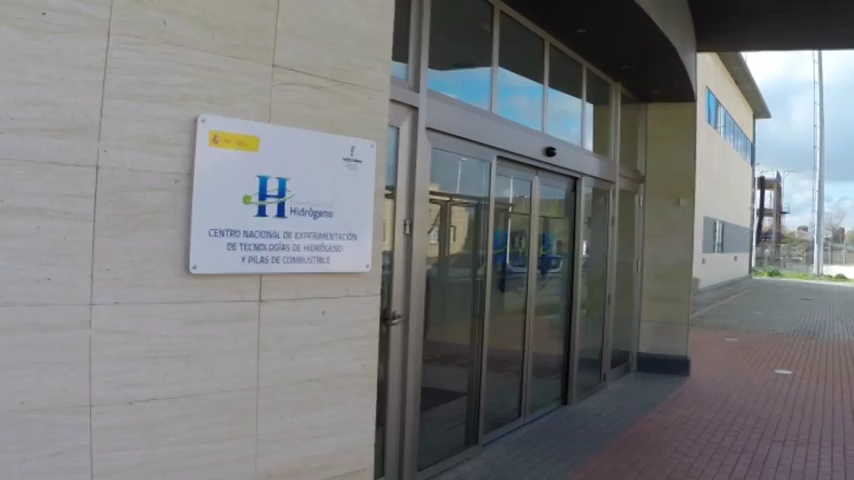 H
Hidrógeno
CENTRO NACIONAL DE EXPERIMENTACIÓN
DE TECNOLOGÍAS DE HIDRÓGENO
Y PILAS DE COMBUSTIBLE